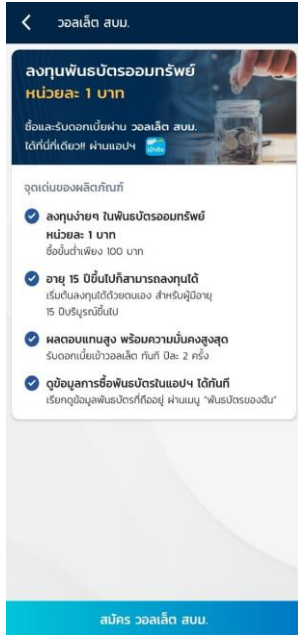 วอลเล็ต สบม.
ลงทุนพันธบัตรออมทรัพย์
หน่วยละ 1 บาท
ซื้อและรับดอกเบี้ยผ่าน วอลเล็ต สบม.
ได้ที่นี่ที่เดียว!! ผ่านแอปฯ เป๋าตัง
จุดเด่นของผลิตภัณฑ์
ลงทุนง่ายๆ ในพันธบัตรออมทรัพย์
หน่วยละ 1 บาท
ซื้อขั้นต่ำเพียง 100 บาท
อายุ 15 ปีขึ้นไปก็สามารถลงทุนได้
เริ่มต้นลงทุนได้ด้วยตนเอง สำหรับผู้มีอายุ
15 ปีบริบูรณ์ขึ้นไป
ผลตอบแทนสูง พร้อมความมั่นคงสูงสุด
รับดอกเบี้ยเข้าวอลเล็ต ทันที ปีละ 2 ครั้ง
ดูข้อมูลการซื้อพันธบัตรในแอปฯ ได้ทันที
เรียกดูข้อมูลพันธบัตรที่ถืออยู่ ผ่านเมนู "พันธบัตรของฉัน"
สมัคร วอลเล็ต สบม.